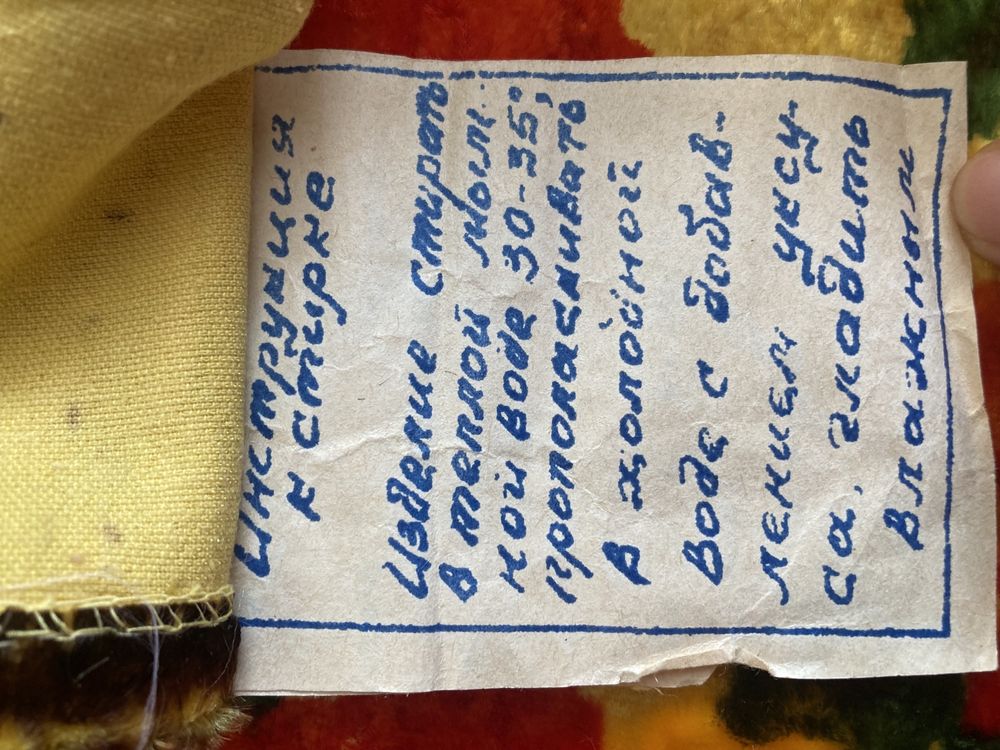 Инструкция
к стирке
Изделие стирать
в теплой мыль-
ной воде 30-35°,
прополаскивать
в холодной
воде с добав-
лением уксу-
са, гладить
влажным